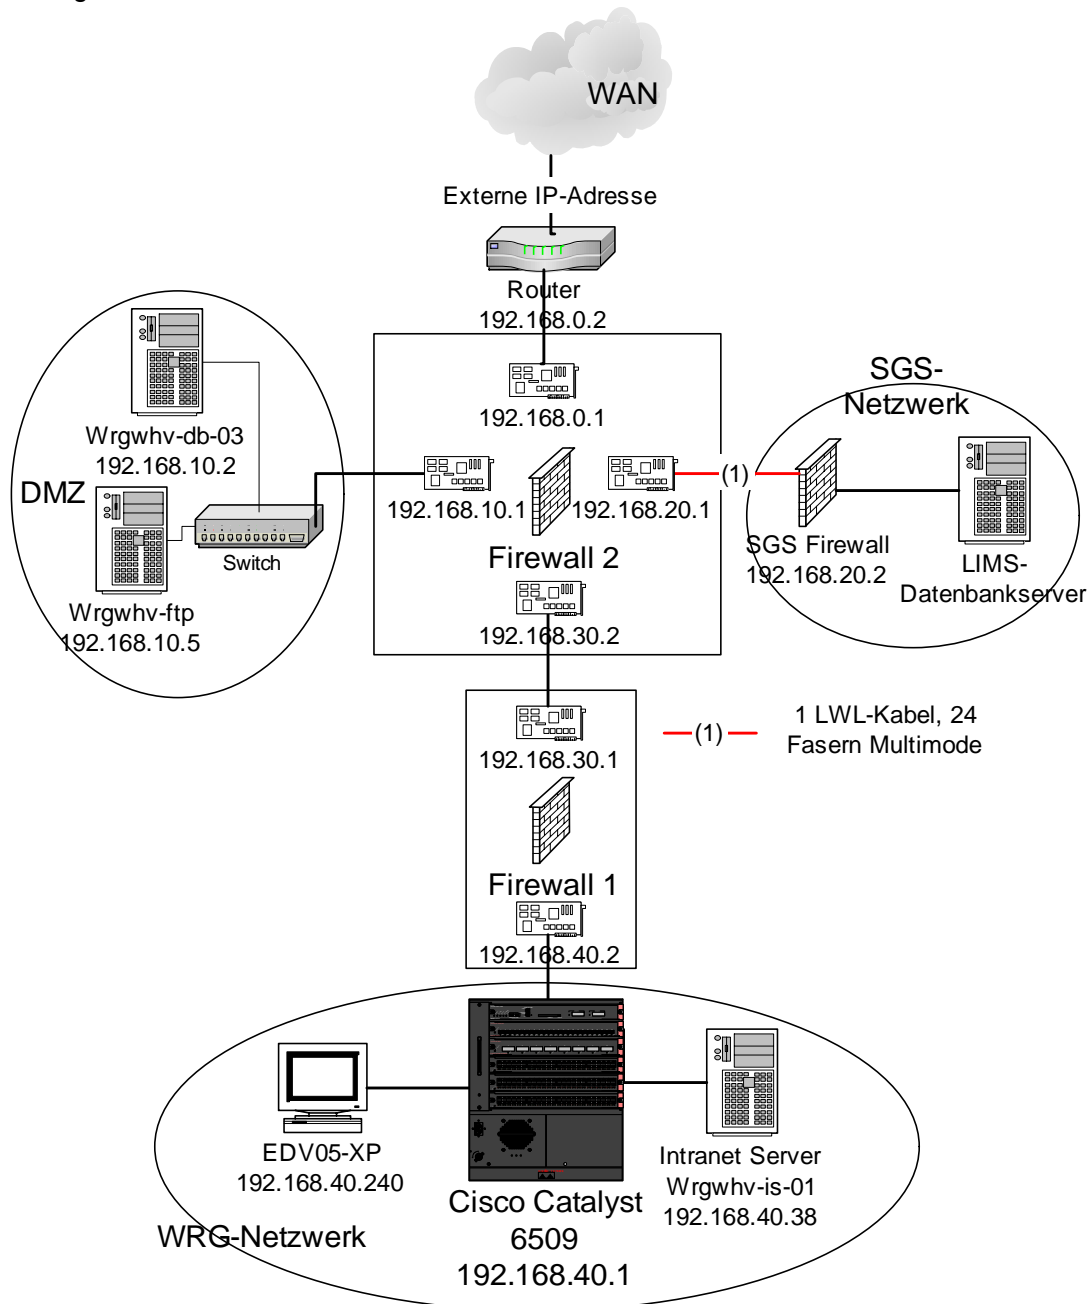 WAN
Externe IP-Adresse
Router
192.168.0.2
192.168.0.1
SGS-
Netzwerk
Wrgwhv-db-03
192.168.10.2
DMZ
Switch
Wrgwhv-ftp
192.168.10.5
192.168.10.1
192.168.20.1
Firewall 2
(1)
SGS Firewall
192.168.20.2
LIMS-
Datenbankserver
192.168.30.2
192.168.30.1
(1)
1 LWL-Kabel, 24
Fasern Multimode
Firewall 1
192.168.40.2
EDV05-XP
192.168.40.240
Cisco Catalyst
6509
192.168.40.1
Intranet Server
Wrgwhv-is-01
192.168.40.38
WRG-Netzwerk